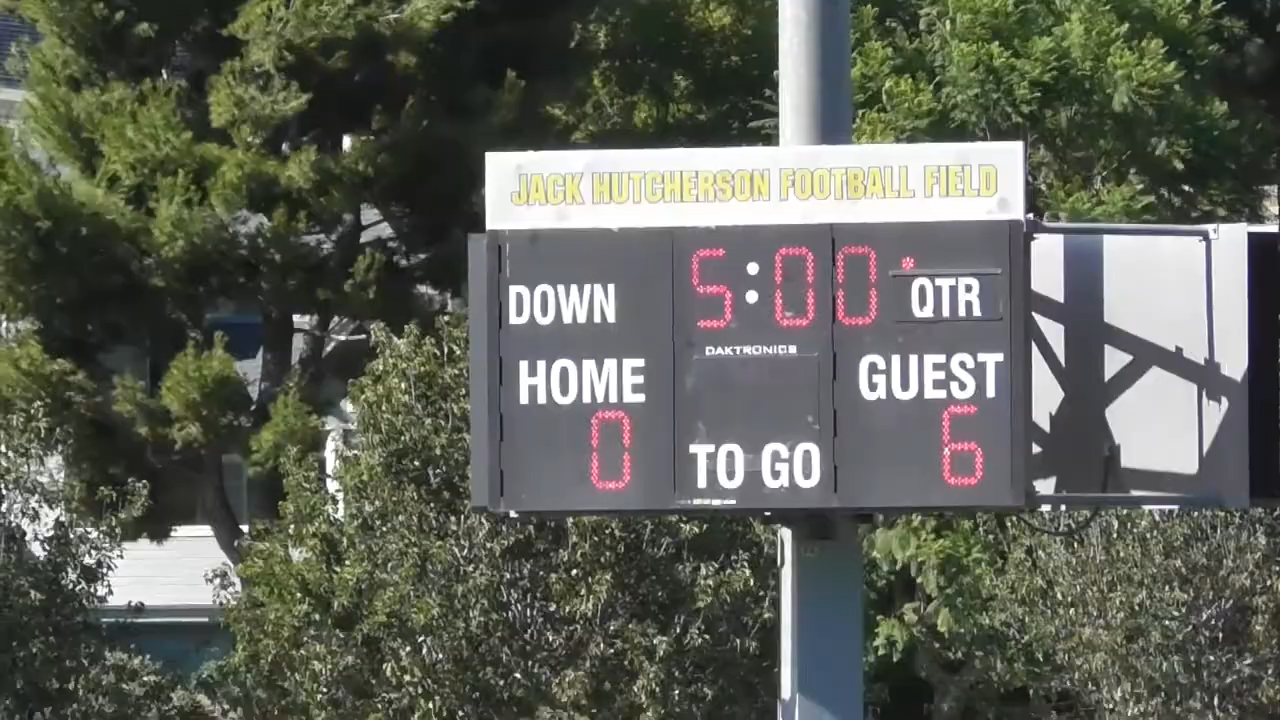 JACK HUTCHERSON FOOTBALL FIELD
5:00
DOWN QTR
DAKTRONICS
HOME GUEST
0 6
TO GO